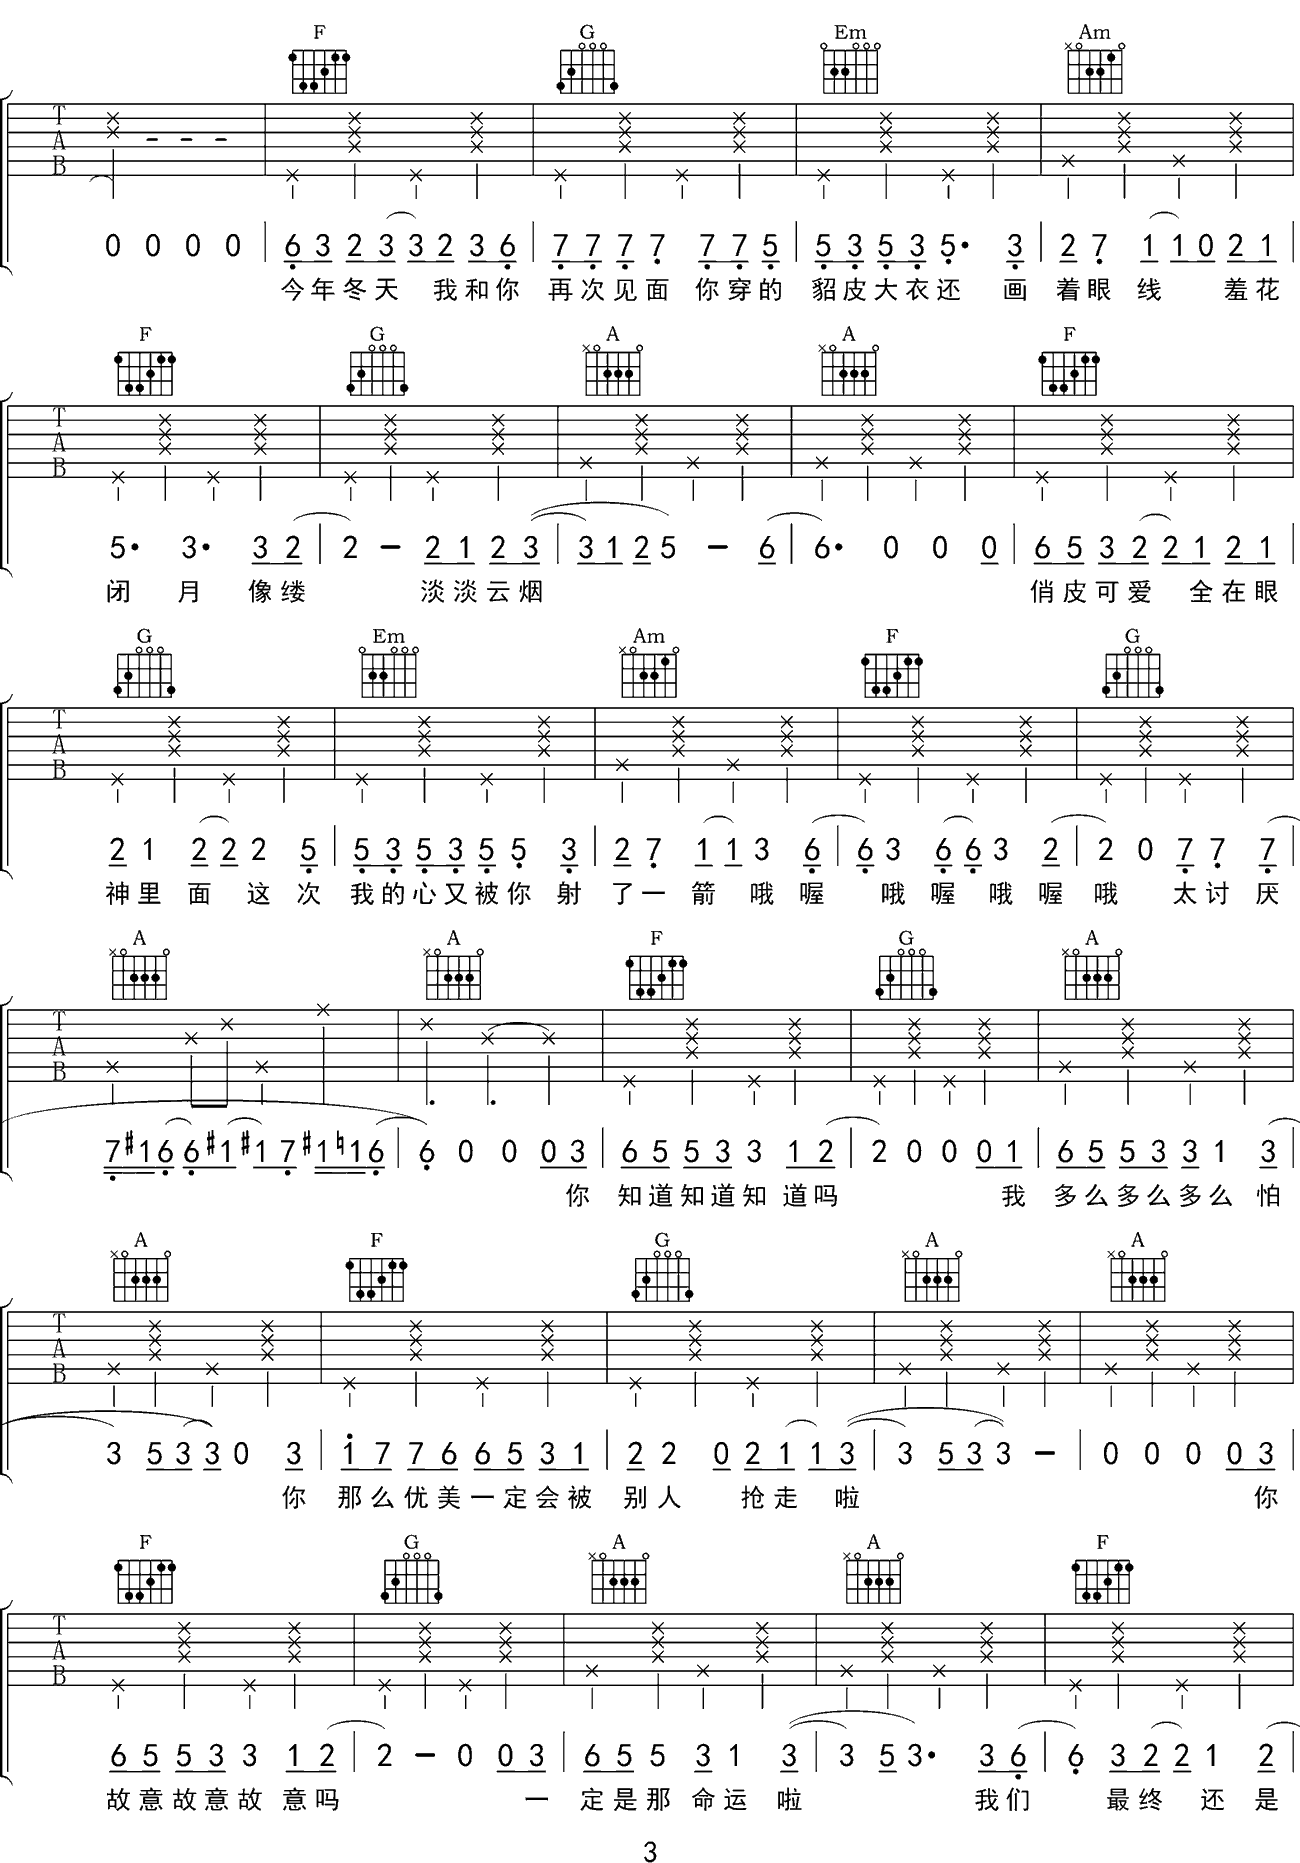 F G Em Am
T A B
0 0 0 0 | 6 3 2 3 3 2 3 6 | 7 7 7 7 7 7 5 | 5 3 5 3 5· 3 | 2 7 1 1 0 2 1
今年冬天 我和你 再次见面 你穿的 貂皮大衣还 画 着眼线 羞花
F G A A F
T A B
5· 3· 3 2 | 2 - 2 1 2 3 | 3 1 2 5 - 6 | 6· 0 0 0 | 6 5 3 2 2 1 2 1
闭 月 像缕 淡淡云烟 俏皮可爱 全在眼
G Em Am F G
T A B
2 1 2 2 2 5 | 5 3 5 3 5 5 3 | 2 7 1 1 3 6 | 6 3 6 6 3 2 | 2 0 7 7 7
神里 面 这次 我的心又被你 射 了一 箭 哦喔 哦喔哦喔 哦 太讨厌
A A F G A
T A B
7 #1 6 6 #1 #1 7 #1 ♮1 6 | 6 0 0 0 3 | 6 5 5 3 3 1 2 | 2 0 0 0 1 | 6 5 5 3 3 1 3
你 知道知道知 道吗 我 多么多么多么 怕
A F G A A
T A B
3 5 3 3 0 3 | 1 7 7 6 6 5 3 1 | 2 2 0 2 1 1 3 | 3 5 3 3 - | 0 0 0 0 3
你 那么优美一定会被 别人 抢走 啦 你
F G A A F
T A B
6 5 5 3 3 1 2 | 2 - 0 0 3 | 6 5 5 3 1 3 | 3 5 3· 3 6 | 6 3 2 2 1 2
故意故意故 意吗 一 定是那 命运 啦 我们 最终 还 是
3